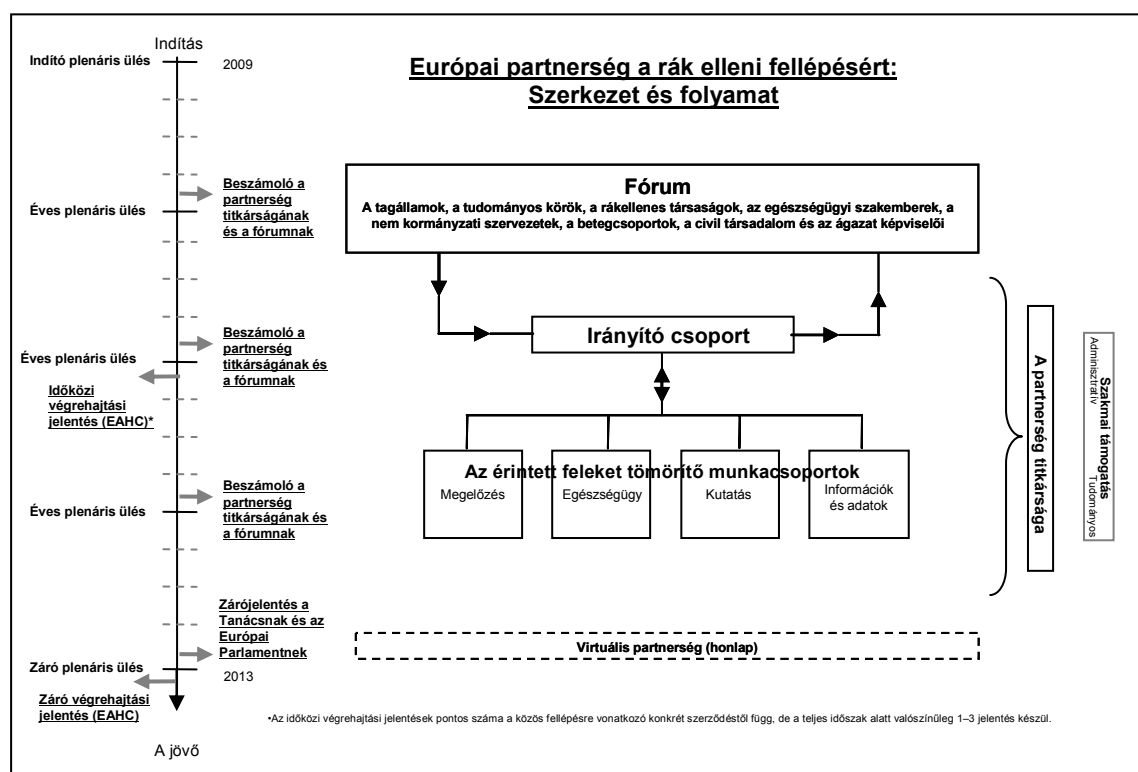 Indítás
Indító plenáris ülés
2009
Európai partnerség a rák elleni fellépésért:
Szerkezet és folyamat
Beszámoló a
partnerség
titkárságának
és a fórumnak
Éves plenáris ülés
Fórum
A tagállamok, a tudományos körök, a rákellenes társaságok, az egészségügyi szakemberek, a
nem kormányzati szervezetek, a betegcsoportok, a civil társadalom és az ágazat képviselői
Beszámoló a
partnerség
titkárságának és
a fórumnak
Éves plenáris ülés
Időközi
végrehajtási
jelentés (EAHC)*
Irányító csoport
Az érintett feleket tömörítő munkacsoportok
Megelőzés
Egészségügy
Kutatás
Információk
és adatok
A partnerség titkársága
Szakmai támogatás
Adminisztratív
Tudományos
Beszámoló a
partnerség
titkárságának és
a fórumnak
Éves plenáris ülés
Zárójelentés a
Tanácsnak és az
Európai
Parlamentnek
Virtuális partnerség (honlap)
Záró plenáris ülés
2013
Záró végrehajtási
jelentés (EAHC)
•Az időközi végrehajtási jelentések pontos száma a közös fellépésre vonatkozó konkrét szerződéstől függ, de a teljes időszak alatt valószínűleg 1–3 jelentés készül.
A jövő